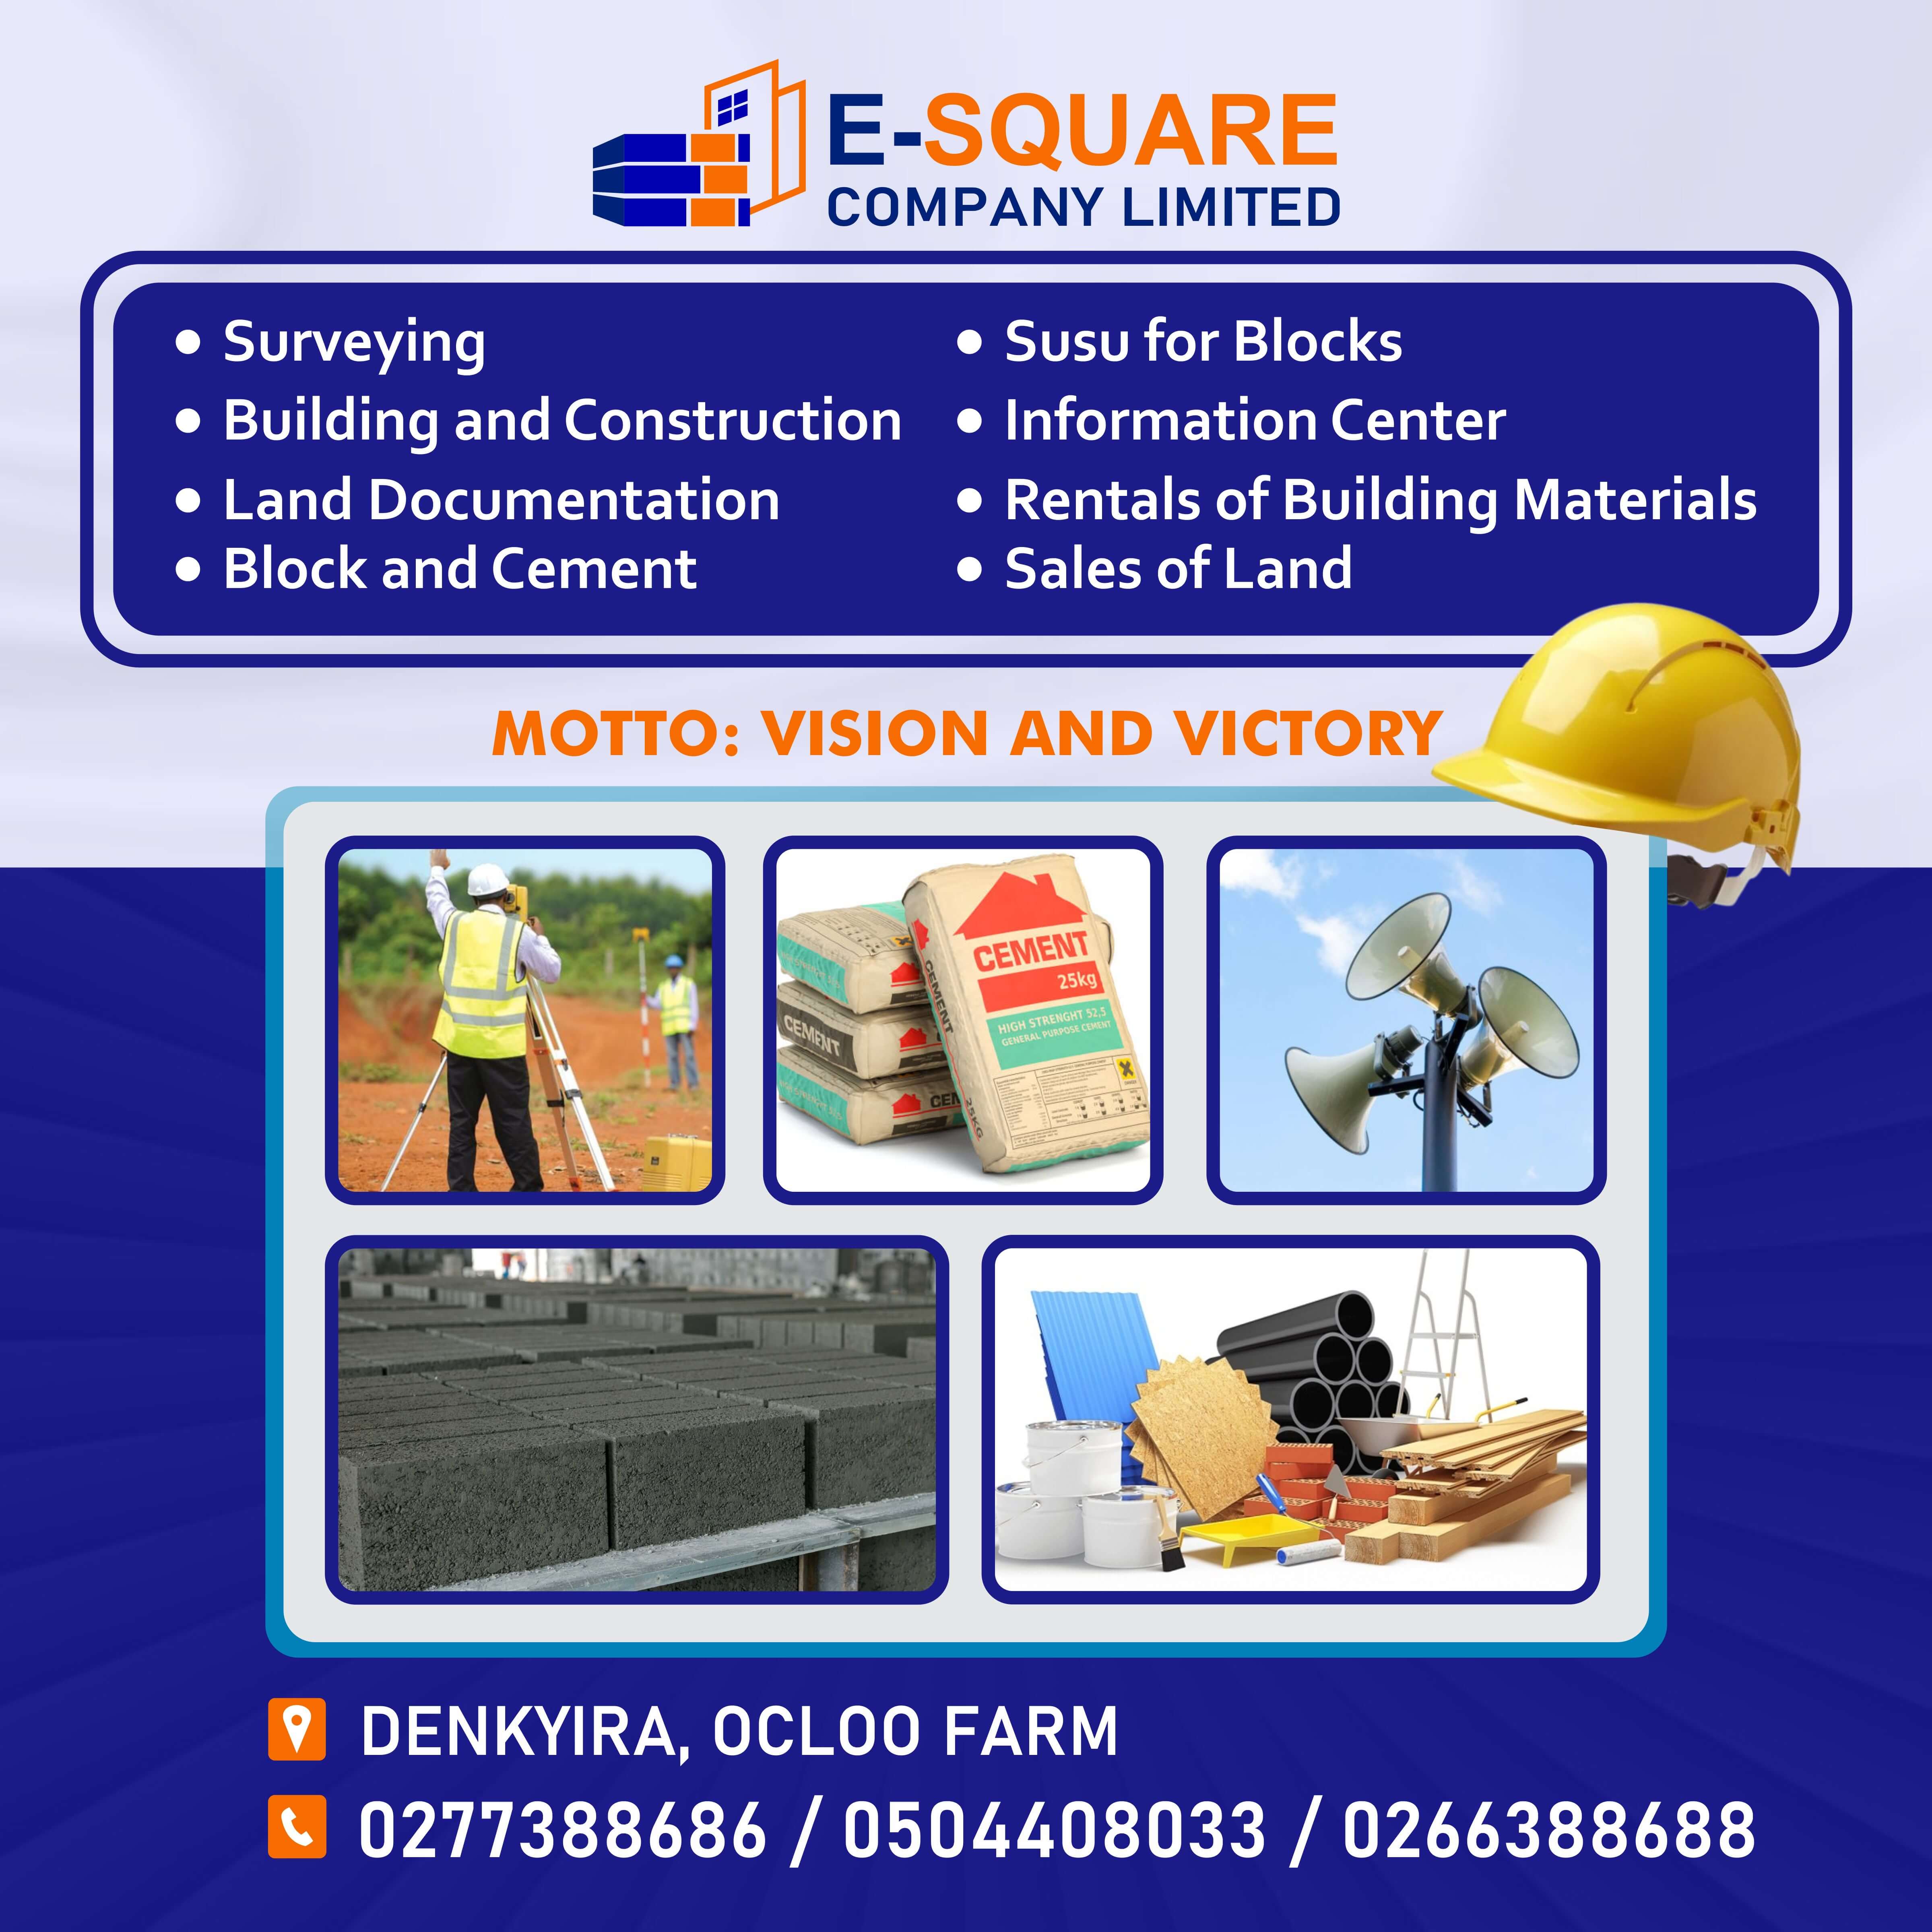 E-SQUARE
COMPANY LIMITED
Surveying
Building and Construction
Land Documentation
Block and Cement
Susu for Blocks
Information Center
Rentals of Building Materials
Sales of Land
MOTTO: VISION AND VICTORY
CEMENT
25kg
HIGH STRENGHT 52,5
GENERAL PURPOSE CEMENT
CEMENT
25KG
CEMENT
DENKYIRA, OCLOO FARM
0277388686 / 0504408033 / 0266388688